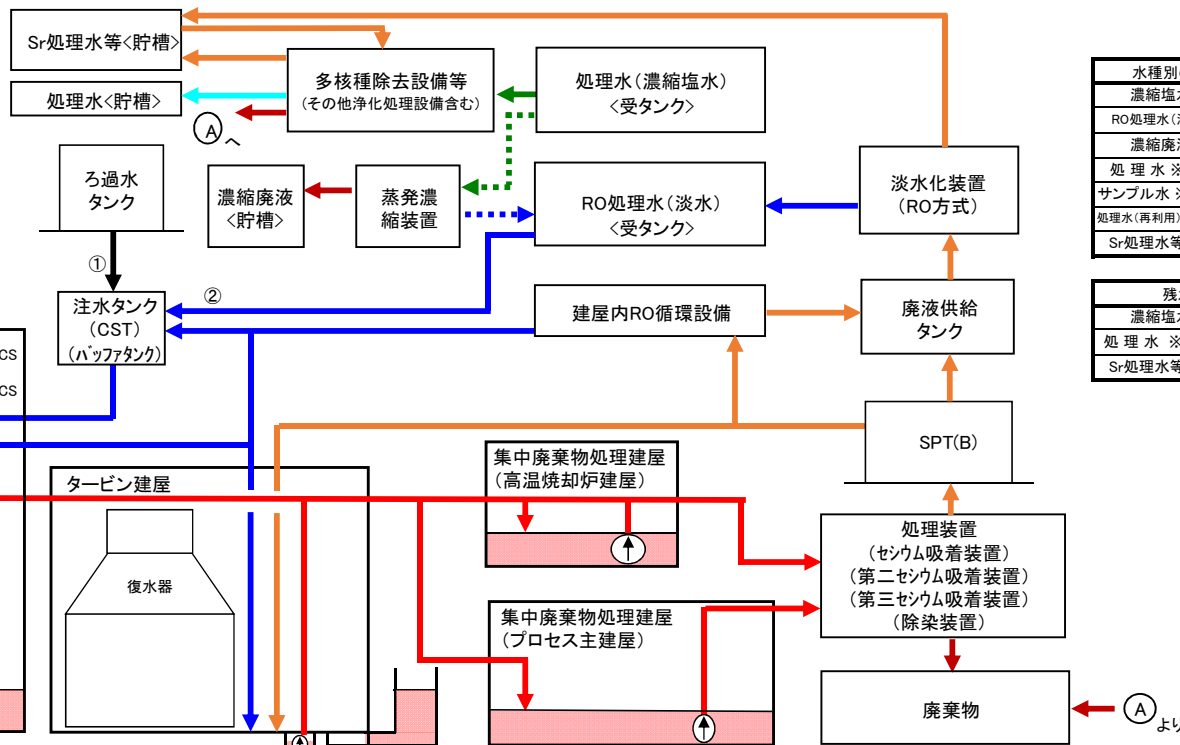 Sr処理水等<貯槽>
処理水<貯槽>
多核種除去設備等
(その他浄化処理設備含む)
処理水(濃縮塩水)
<受タンク>
Aへ
ろ過水
タンク
濃縮廃液
<貯槽>
蒸発濃
縮装置
RO処理水(淡水)
<受タンク>
淡水化装置
(RO方式)
①
②
注水タンク
(CST)
(バッファタンク)
建屋内RO循環設備
廃液供給
タンク
CS
CS
SPT(B)
タービン建屋
復水器
集中廃棄物処理建屋
(高温焼却炉建屋)
集中廃棄物処理建屋
(プロセス主建屋)
処理装置
(セシウム吸着装置)
(第二セシウム吸着装置)
(第三セシウム吸着装置)
(除染装置)
廃棄物
Aより
水種別
濃縮塩
RO処理水(
濃縮廃
処 理 水 ※
サンプル水 ※
処理水(再利用)
Sr処理水等
残
濃縮塩
処 理 水 ※
Sr処理水等